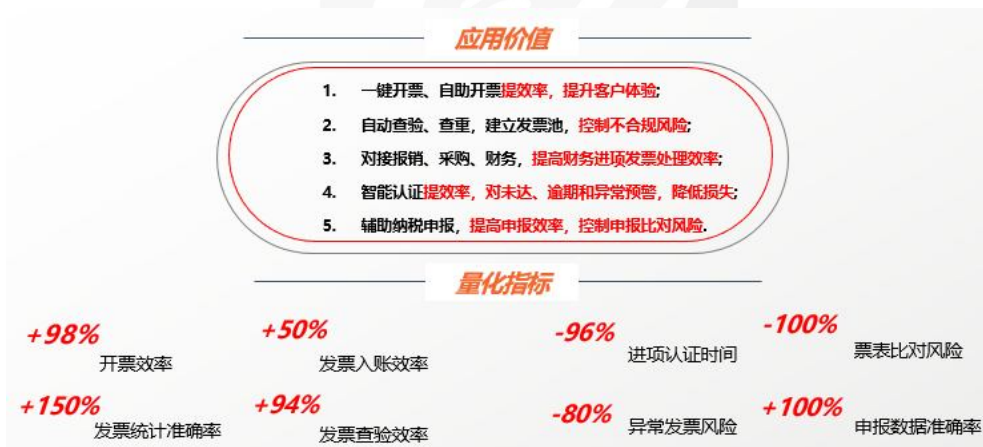 应用价值
1. 一键开票、自助开票提效率，提升客户体验;
2. 自动查验、查重，建立发票池，控制不合规风险;
3. 对接报销、采购、财务，提高财务进项发票处理效率;
4. 智能认证提效率，对未达、逾期和异常预警，降低损失;
5. 辅助纳税申报，提高申报效率，控制申报比对风险.
量化指标
+98% 开票效率
+50% 发票入账效率
-96% 进项认证时间
-100% 票表比对风险
+150% 发票统计准确率
+94% 发票查验效率
-80% 异常发票风险
+100% 申报数据准确率